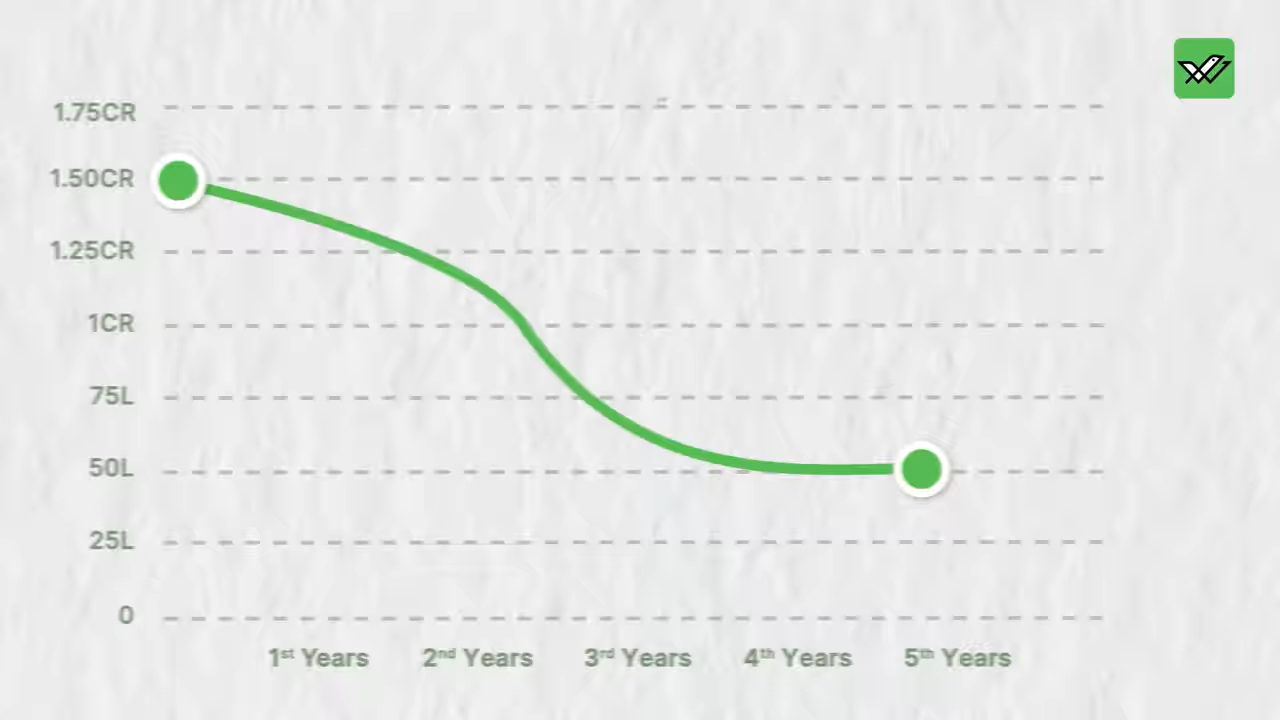 1.75CR
1.50CR
1.25CR
1CR
75L
50L
25L
0
1st Years 2nd Years 3rd Years 4th Years 5th Years